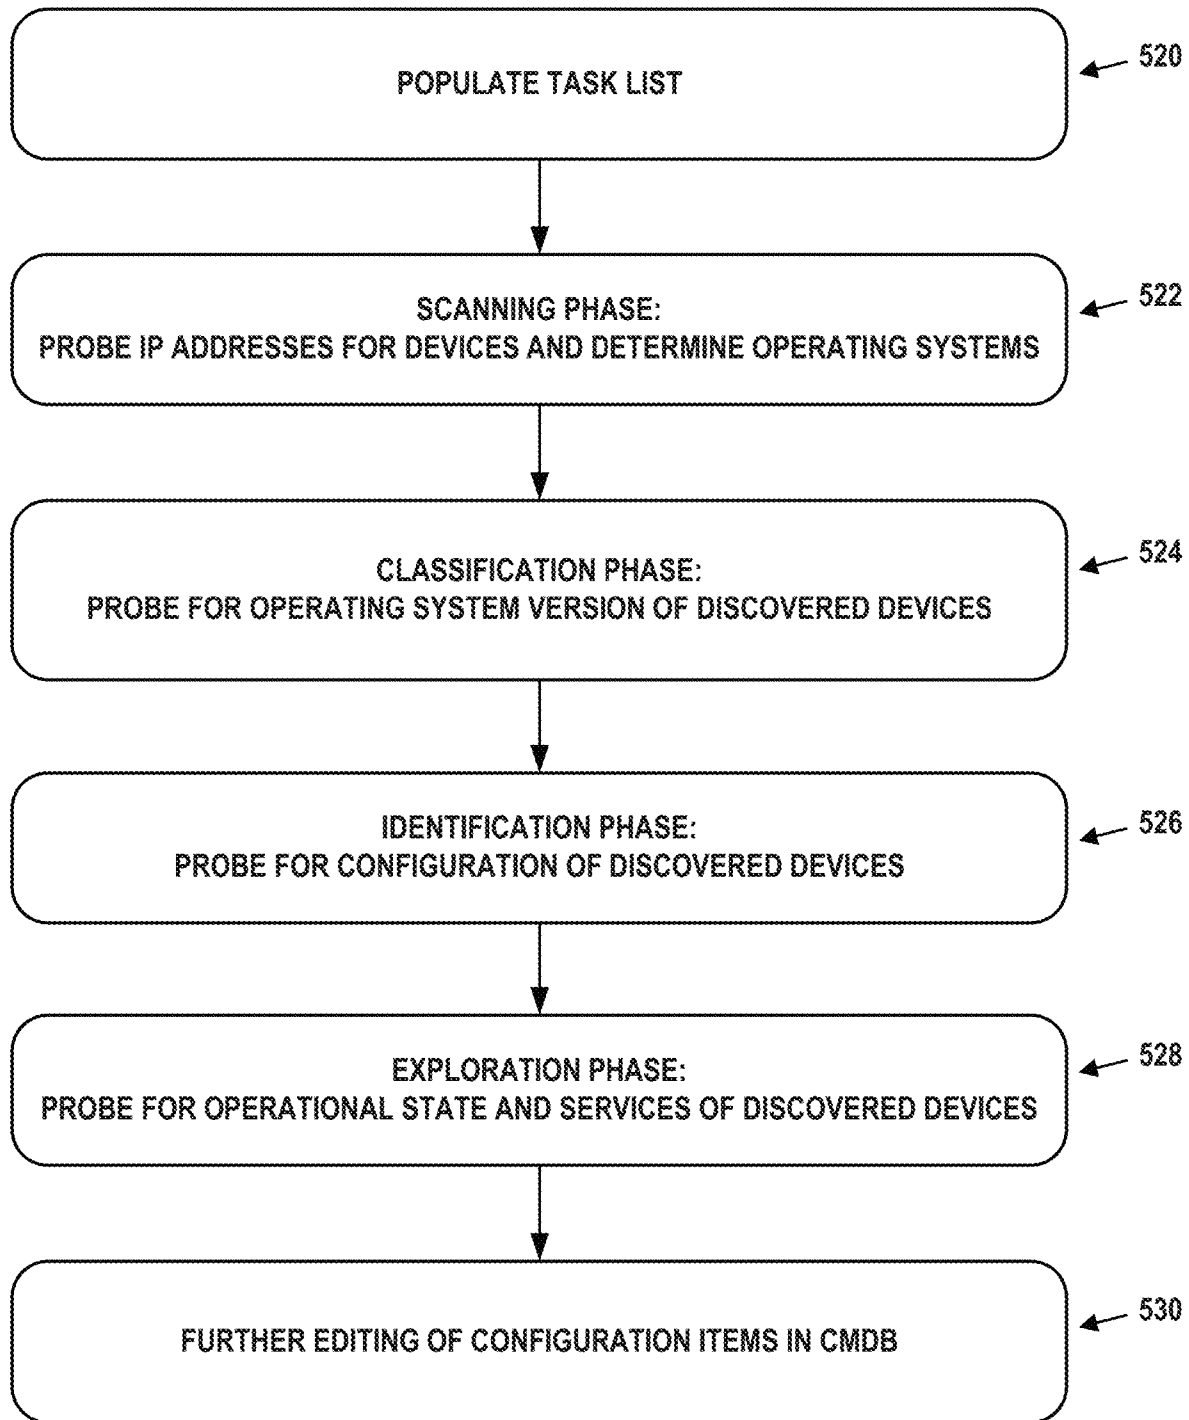 POPULATE TASK LIST
520
SCANNING PHASE:
PROBE IP ADDRESSES FOR DEVICES AND DETERMINE OPERATING SYSTEMS
522
CLASSIFICATION PHASE:
PROBE FOR OPERATING SYSTEM VERSION OF DISCOVERED DEVICES
524
IDENTIFICATION PHASE:
PROBE FOR CONFIGURATION OF DISCOVERED DEVICES
526
EXPLORATION PHASE:
PROBE FOR OPERATIONAL STATE AND SERVICES OF DISCOVERED DEVICES
528
FURTHER EDITING OF CONFIGURATION ITEMS IN CMDB
530